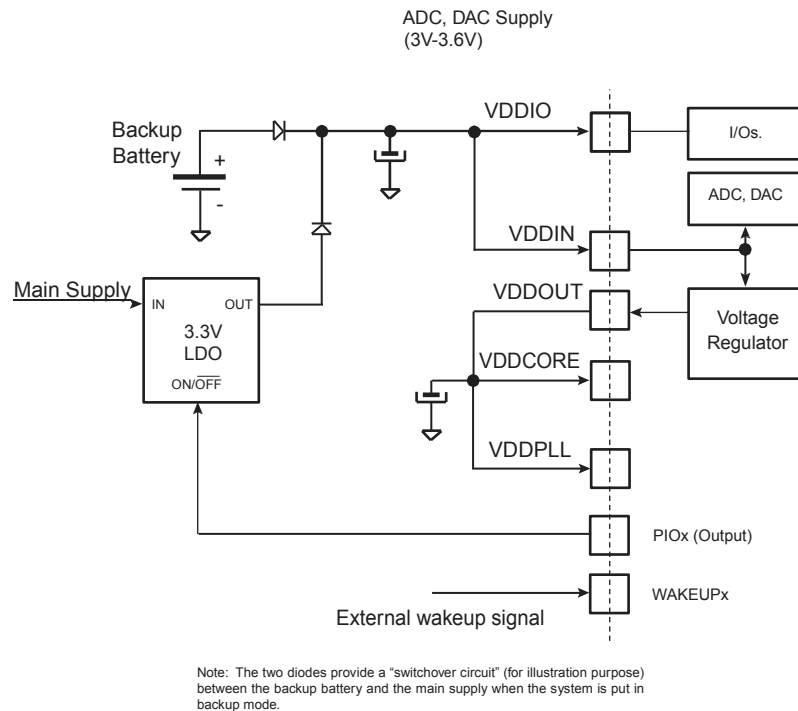 ADC, DAC Supply
(3V-3.6V)
Backup
Battery
+
-
VDDIO
I/Os.
ADC, DAC
VDDIN
VDDOUT
Main Supply
IN
OUT
3.3V
LDO
ON/OFF
Voltage
Regulator
VDDCORE
VDDPLL
PIOx (Output)
WAKEUPx
External wakeup signal
Note: The two diodes provide a “switchover circuit” (for illustration purpose)
between the backup battery and the main supply when the system is put in
backup mode.